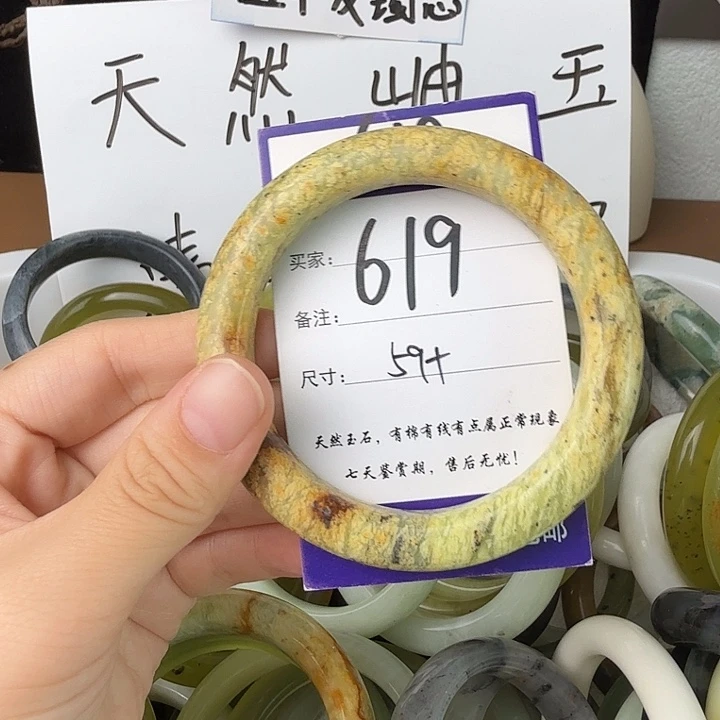 天然岫玉
619
买家:619
备注:
尺寸:59+
天然玉石，有棉有线有点属正常现象
七天鉴赏期，售后无忧！